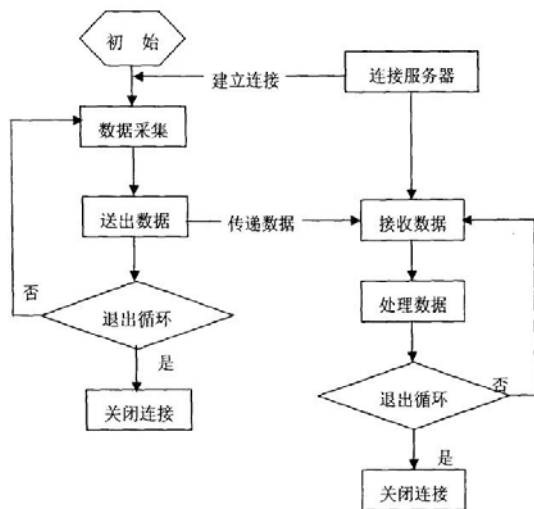 初 始
建立连接
连接服务器
数据采集
送出数据
传递数据
接收数据
否
处理数据
退出循环
是
否
退出循环
关闭连接
是
关闭连接